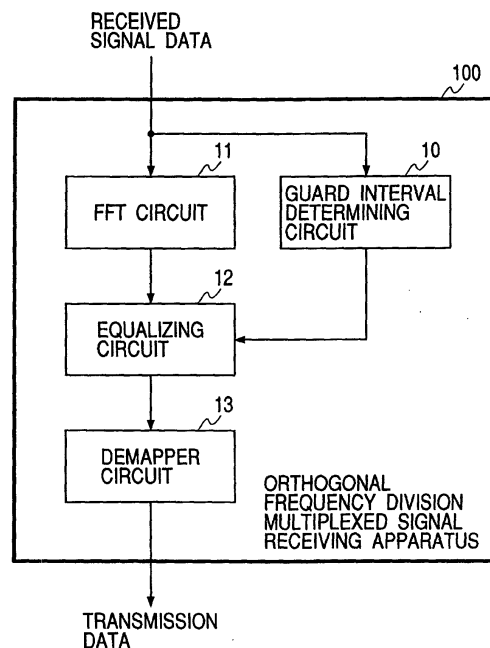 RECEIVED
SIGNAL DATA
100
11
10
FFT CIRCUIT
GUARD INTERVAL
DETERMINING
CIRCUIT
12
EQUALIZING
CIRCUIT
13
DEMAPPER
CIRCUIT
ORTHOGONAL
FREQUENCY DIVISION
MULTIPLEXED SIGNAL
RECEIVING APPARATUS
TRANSMISSION
DATA